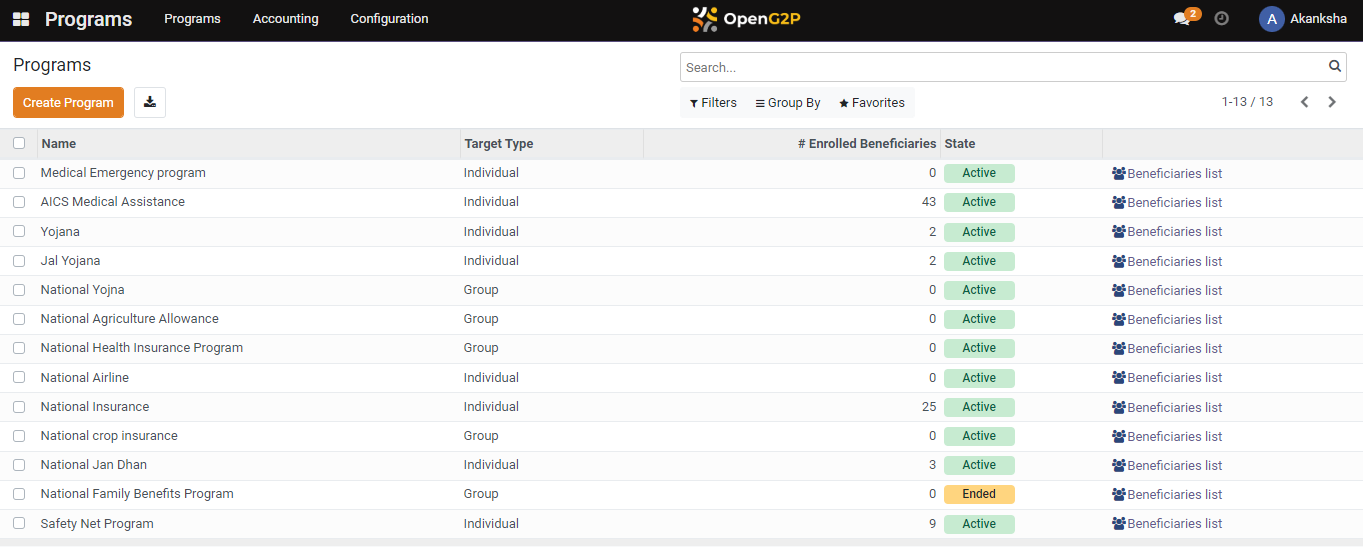 Programs Programs Accounting Configuration OpenG2P 2 A Akanksha
Programs Search...
Create Program Filters Group By Favorites 1-13 / 13
Name Target Type # Enrolled Beneficiaries State
Medical Emergency program Individual 0 Active Beneficiaries list
AICS Medical Assistance Individual 43 Active Beneficiaries list
Yojana Individual 2 Active Beneficiaries list
Jal Yojana Individual 2 Active Beneficiaries list
National Yojna Group 0 Active Beneficiaries list
National Agriculture Allowance Group 0 Active Beneficiaries list
National Health Insurance Program Group 0 Active Beneficiaries list
National Airline Individual 0 Active Beneficiaries list
National Insurance Individual 25 Active Beneficiaries list
National crop insurance Group 0 Active Beneficiaries list
National Jan Dhan Individual 3 Active Beneficiaries list
National Family Benefits Program Group 0 Ended Beneficiaries list
Safety Net Program Individual 9 Active Beneficiaries list